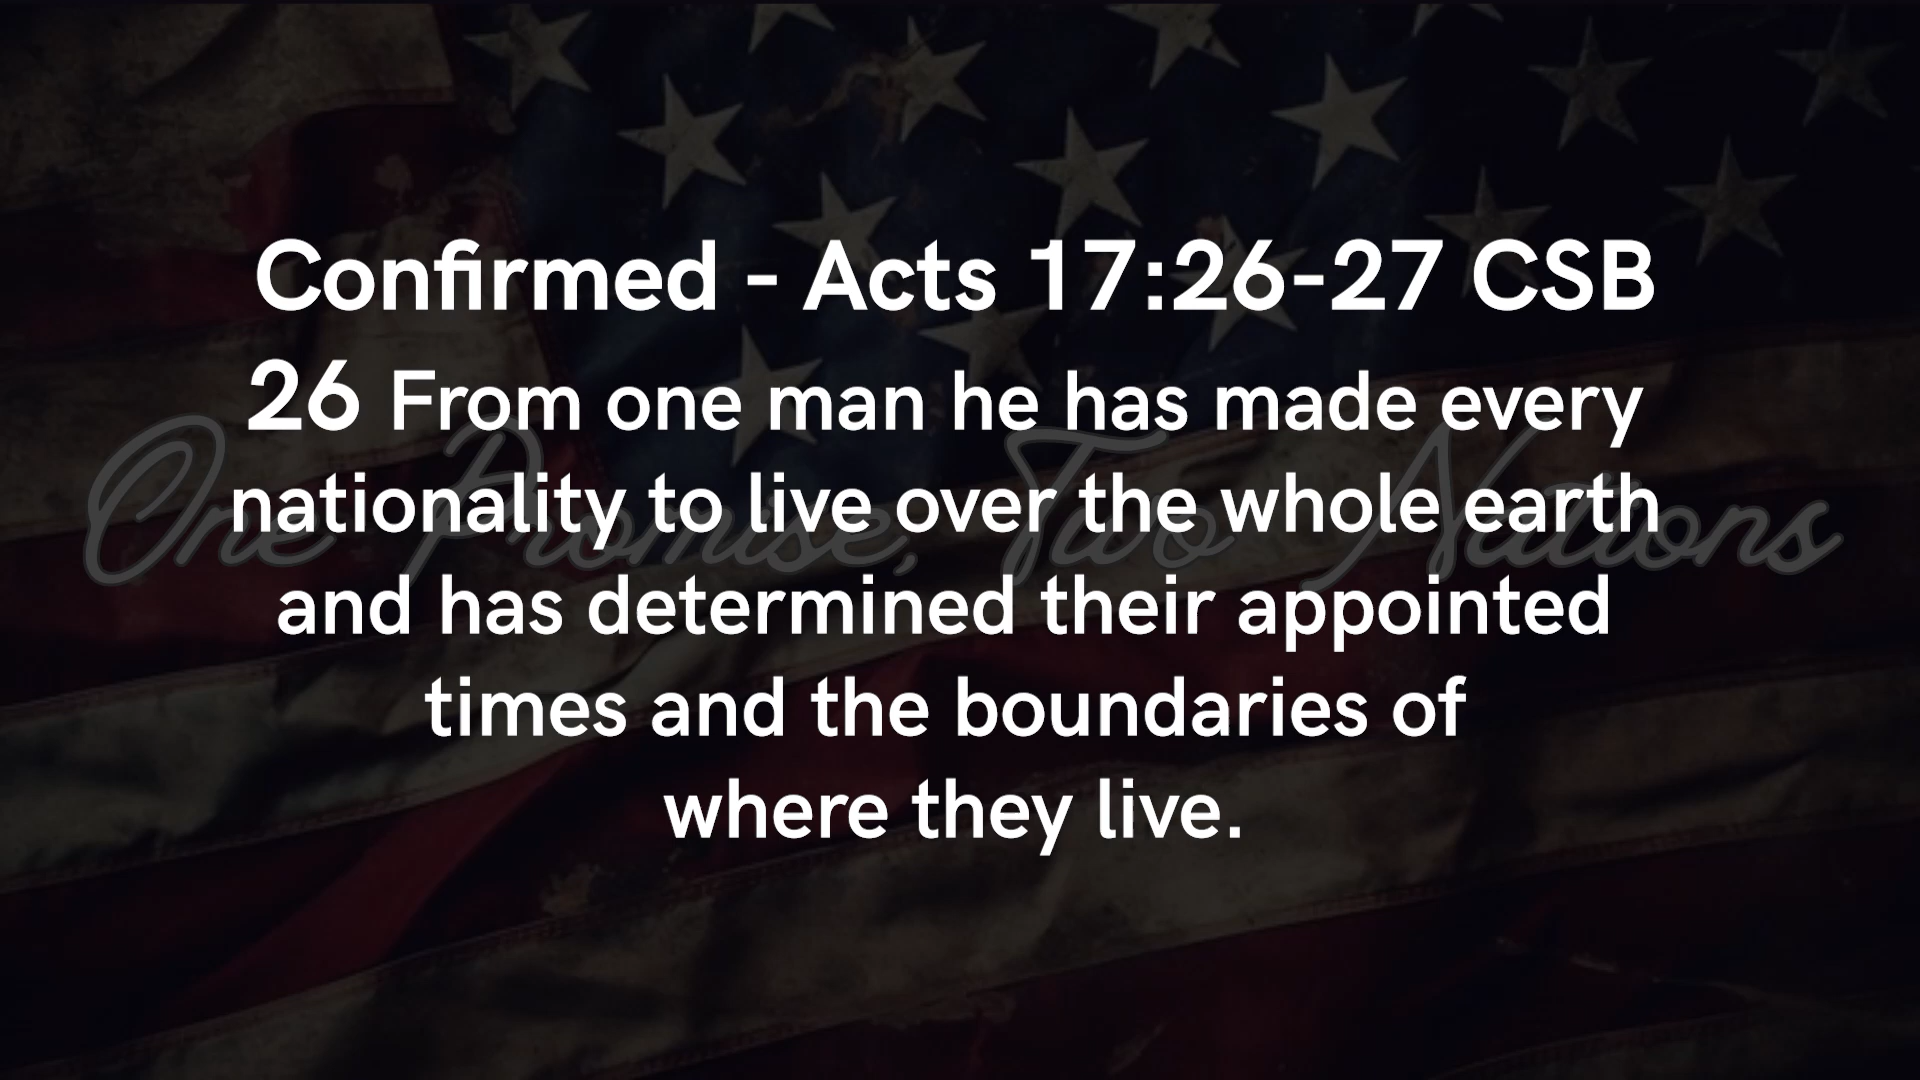 Confirmed - Acts 17:26-27 CSB
26 From one man he has made every
nationality to live over the whole earth
One Promise, Two Nations
and has determined their appointed
times and the boundaries of
where they live.